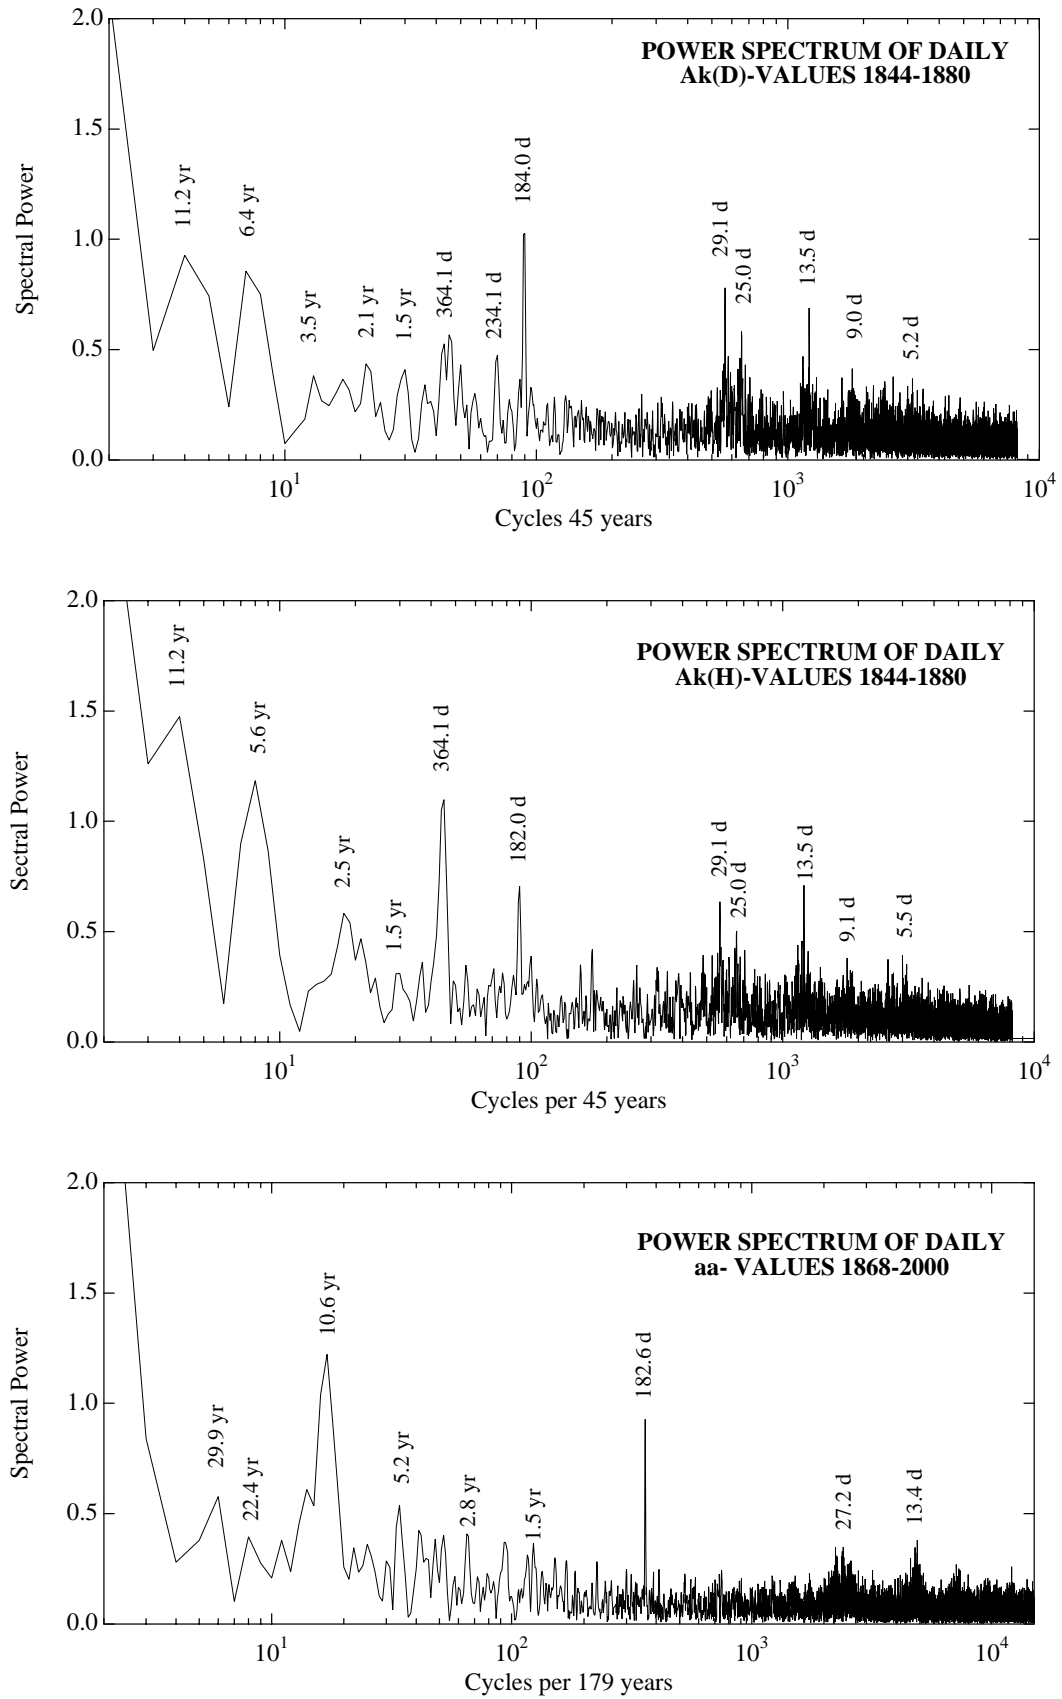 POWER SPECTRUM OF DAILY
Ak(D)-VALUES 1844-1880
2.0
1.5
1.0
0.5
0.0
Spectral Power
11.2 yr
6.4 yr
3.5 yr
2.1 yr
1.5 yr
364.1 d
234.1 d
184.0 d
29.1 d
25.0 d
13.5 d
9.0 d
5.2 d
10^1
10^2
10^3
10^4
Cycles 45 years
POWER SPECTRUM OF DAILY
Ak(H)-VALUES 1844-1880
2.0
1.5
1.0
0.5
0.0
Sectral Power
11.2 yr
5.6 yr
2.5 yr
1.5 yr
364.1 d
182.0 d
29.1 d
25.0 d
13.5 d
9.1 d
5.5 d
10^1
10^2
10^3
10^4
Cycles per 45 years
POWER SPECTRUM OF DAILY
aa- VALUES 1868-2000
2.0
1.5
1.0
0.5
0.0
Spectral Power
29.9 yr
22.4 yr
10.6 yr
5.2 yr
2.8 yr
1.5 yr
182.6 d
27.2 d
13.4 d
10^1
10^2
10^3
10^4
Cycles per 179 years